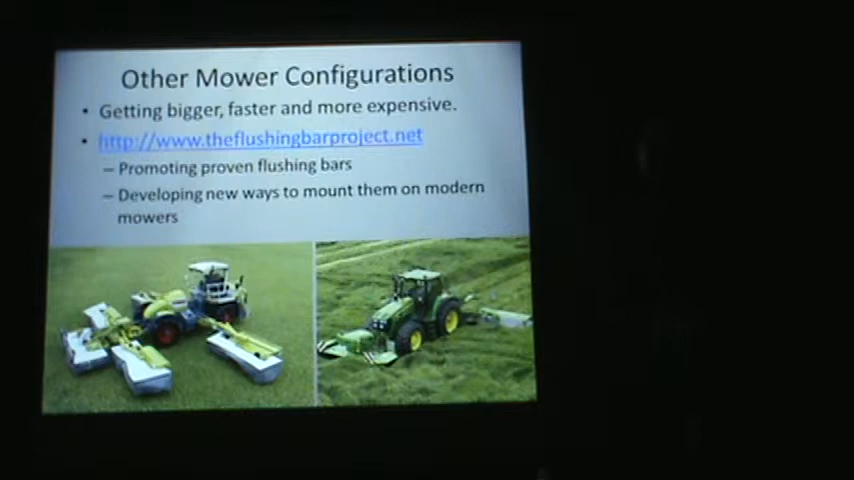 Other Mower Configurations
• Getting bigger, faster and more expensive.
• http://www.theflushingbarproject.net
– Promoting proven flushing bars
– Developing new ways to mount them on modern
mowers